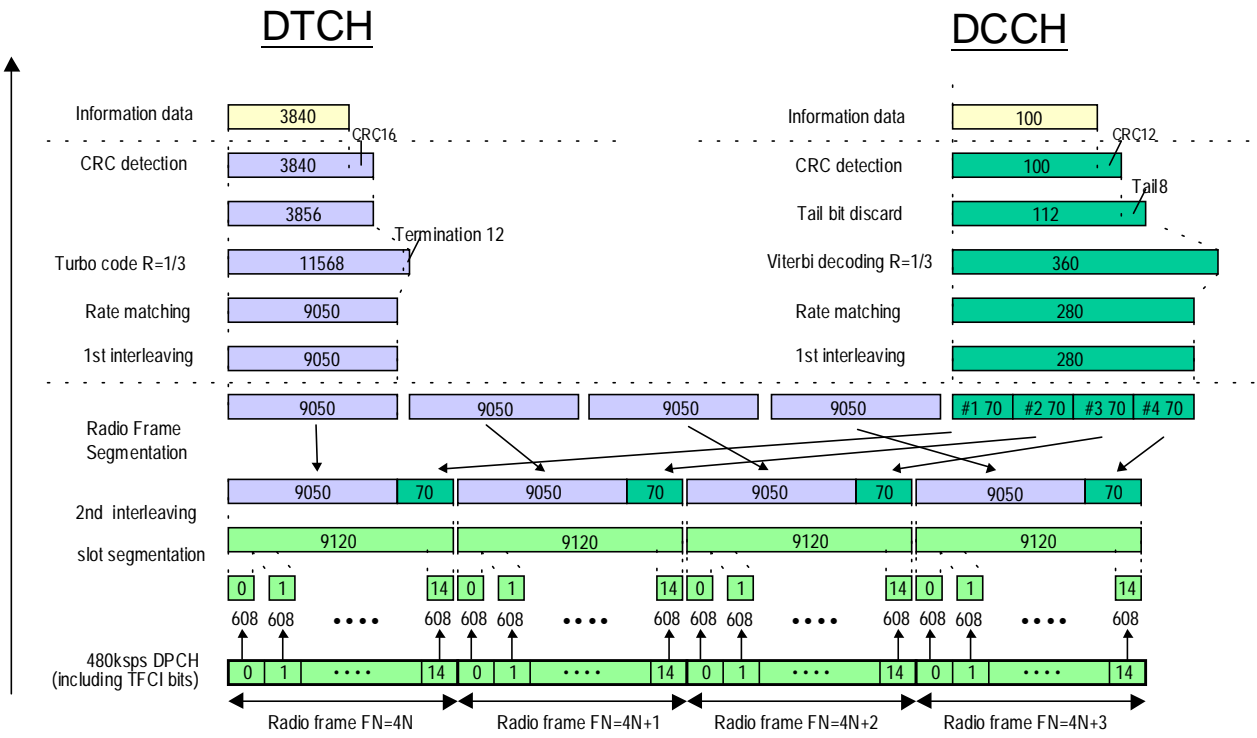 DTCH DCCH
Information data 3840 Information data 100
CRC16 CRC12
CRC detection 3840 CRC detection 100
Tail8
3856 Tail bit discard 112
Termination 12
Turbo code R=1/3 11568 Viterbi decoding R=1/3 360
Rate matching 9050 Rate matching 280
1st interleaving 9050 1st interleaving 280
9050 9050 9050 9050 #1 70 #2 70 #3 70 #4 70
Radio Frame
Segmentation
9050 70 9050 70 9050 70 9050 70
2nd interleaving
slot segmentation 9120 9120 9120 9120
0 1 14 0 1 14 0 1 14 0 1 14
608 608 •••• 608 608 608 •••• 608 608 608 •••• 608 608 608 •••• 608
480ksps DPCH
(including TFCI bits) 0 1 •••• 14 0 1 •••• 14 0 1 •••• 14 0 1 •••• 14
Radio frame FN=4N Radio frame FN=4N+1 Radio frame FN=4N+2 Radio frame FN=4N+3